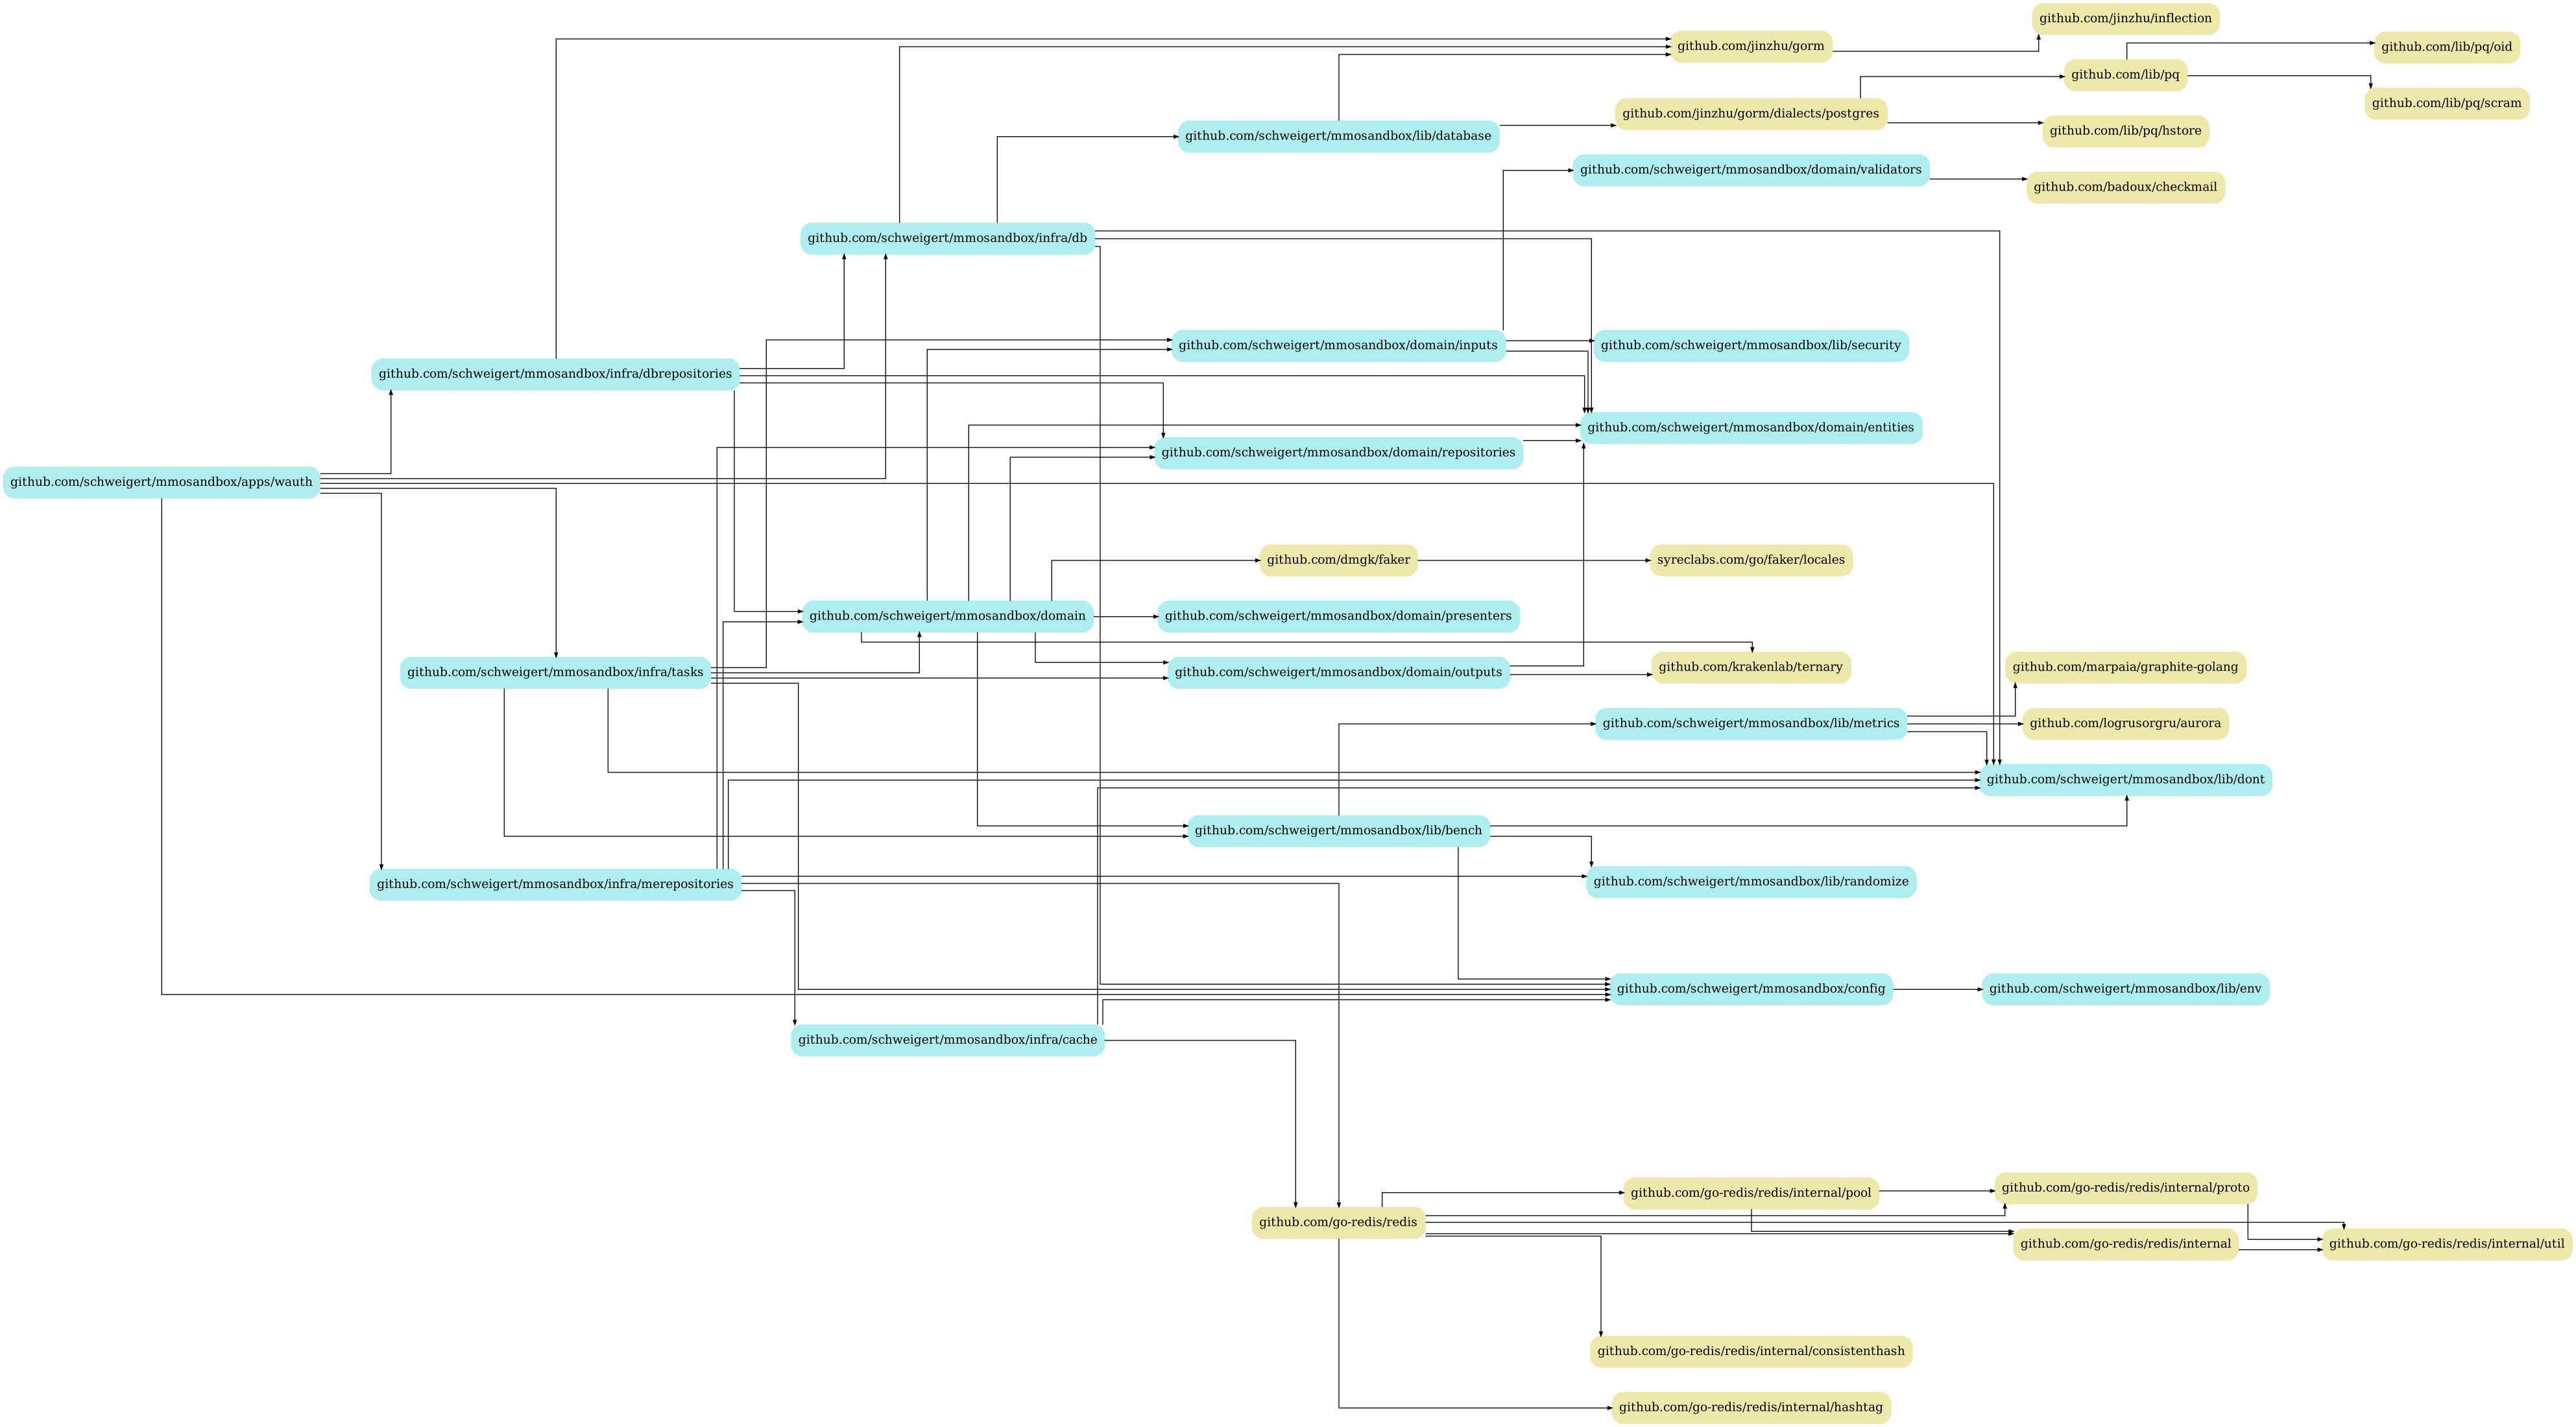 github.com/jinzhu/inflection
github.com/jinzhu/gorm
github.com/lib/pq/oid
github.com/lib/pq
github.com/lib/pq/scram
github.com/jinzhu/gorm/dialects/postgres
github.com/lib/pq/hstore
github.com/schweigert/mmosandbox/lib/database
github.com/schweigert/mmosandbox/domain/validators
github.com/badoux/checkmail
github.com/schweigert/mmosandbox/infra/db
github.com/schweigert/mmosandbox/domain/inputs
github.com/schweigert/mmosandbox/lib/security
github.com/schweigert/mmosandbox/infra/dbrepositories
github.com/schweigert/mmosandbox/domain/entities
github.com/schweigert/mmosandbox/domain/repositories
github.com/schweigert/mmosandbox/apps/wauth
github.com/dmgk/faker
syreclabs.com/go/faker/locales
github.com/schweigert/mmosandbox/domain
github.com/schweigert/mmosandbox/domain/presenters
github.com/schweigert/mmosandbox/infra/tasks
github.com/schweigert/mmosandbox/domain/outputs
github.com/krakenlab/ternary
github.com/marpaia/graphite-golang
github.com/schweigert/mmosandbox/lib/metrics
github.com/logrusorgru/aurora
github.com/schweigert/mmosandbox/lib/dont
github.com/schweigert/mmosandbox/lib/bench
github.com/schweigert/mmosandbox/infra/merepositories
github.com/schweigert/mmosandbox/lib/randomize
github.com/schweigert/mmosandbox/config
github.com/schweigert/mmosandbox/lib/env
github.com/schweigert/mmosandbox/infra/cache
github.com/go-redis/redis/internal/pool
github.com/go-redis/redis/internal/proto
github.com/go-redis/redis
github.com/go-redis/redis/internal
github.com/go-redis/redis/internal/util
github.com/go-redis/redis/internal/consistenthash
github.com/go-redis/redis/internal/hashtag